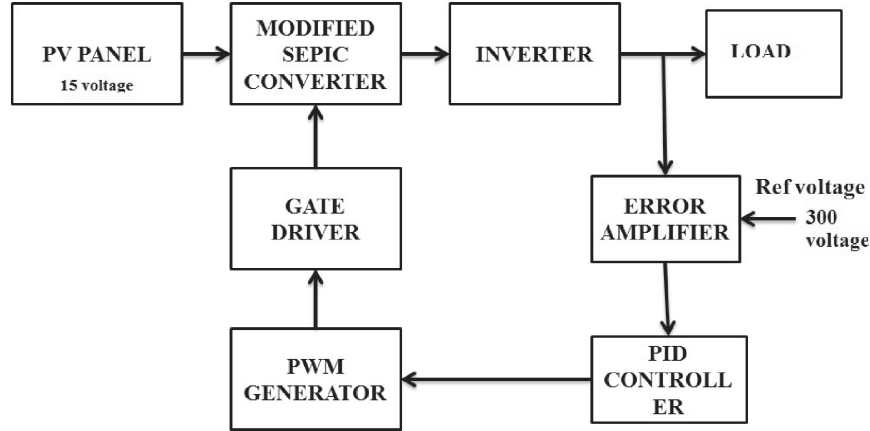 PV PANEL
15 voltage
MODIFIED
SEPIC
CONVERTER
INVERTER
LOAD
GATE
DRIVER
ERROR
AMPLIFIER
Ref voltage
300
voltage
PWM
GENERATOR
PID
CONTROLL
ER